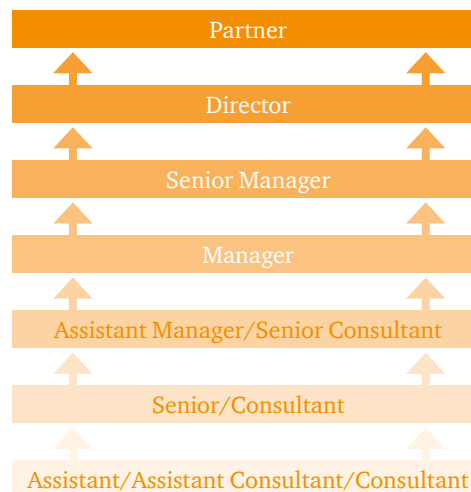 Partner
Director
Senior Manager
Manager
Assistant Manager/Senior Consultant
Senior/Consultant
Assistant/Assistant Consultant/Consultant